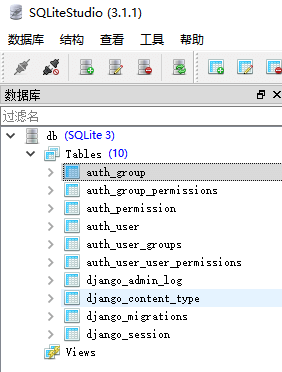 SQLiteStudio (3.1.1)
数据库 结构 查看 工具 帮助
数据库
过滤名
db (SQLite 3)
Tables (10)
auth_group
auth_group_permissions
auth_permission
auth_user
auth_user_groups
auth_user_user_permissions
django_admin_log
django_content_type
django_migrations
django_session
Views